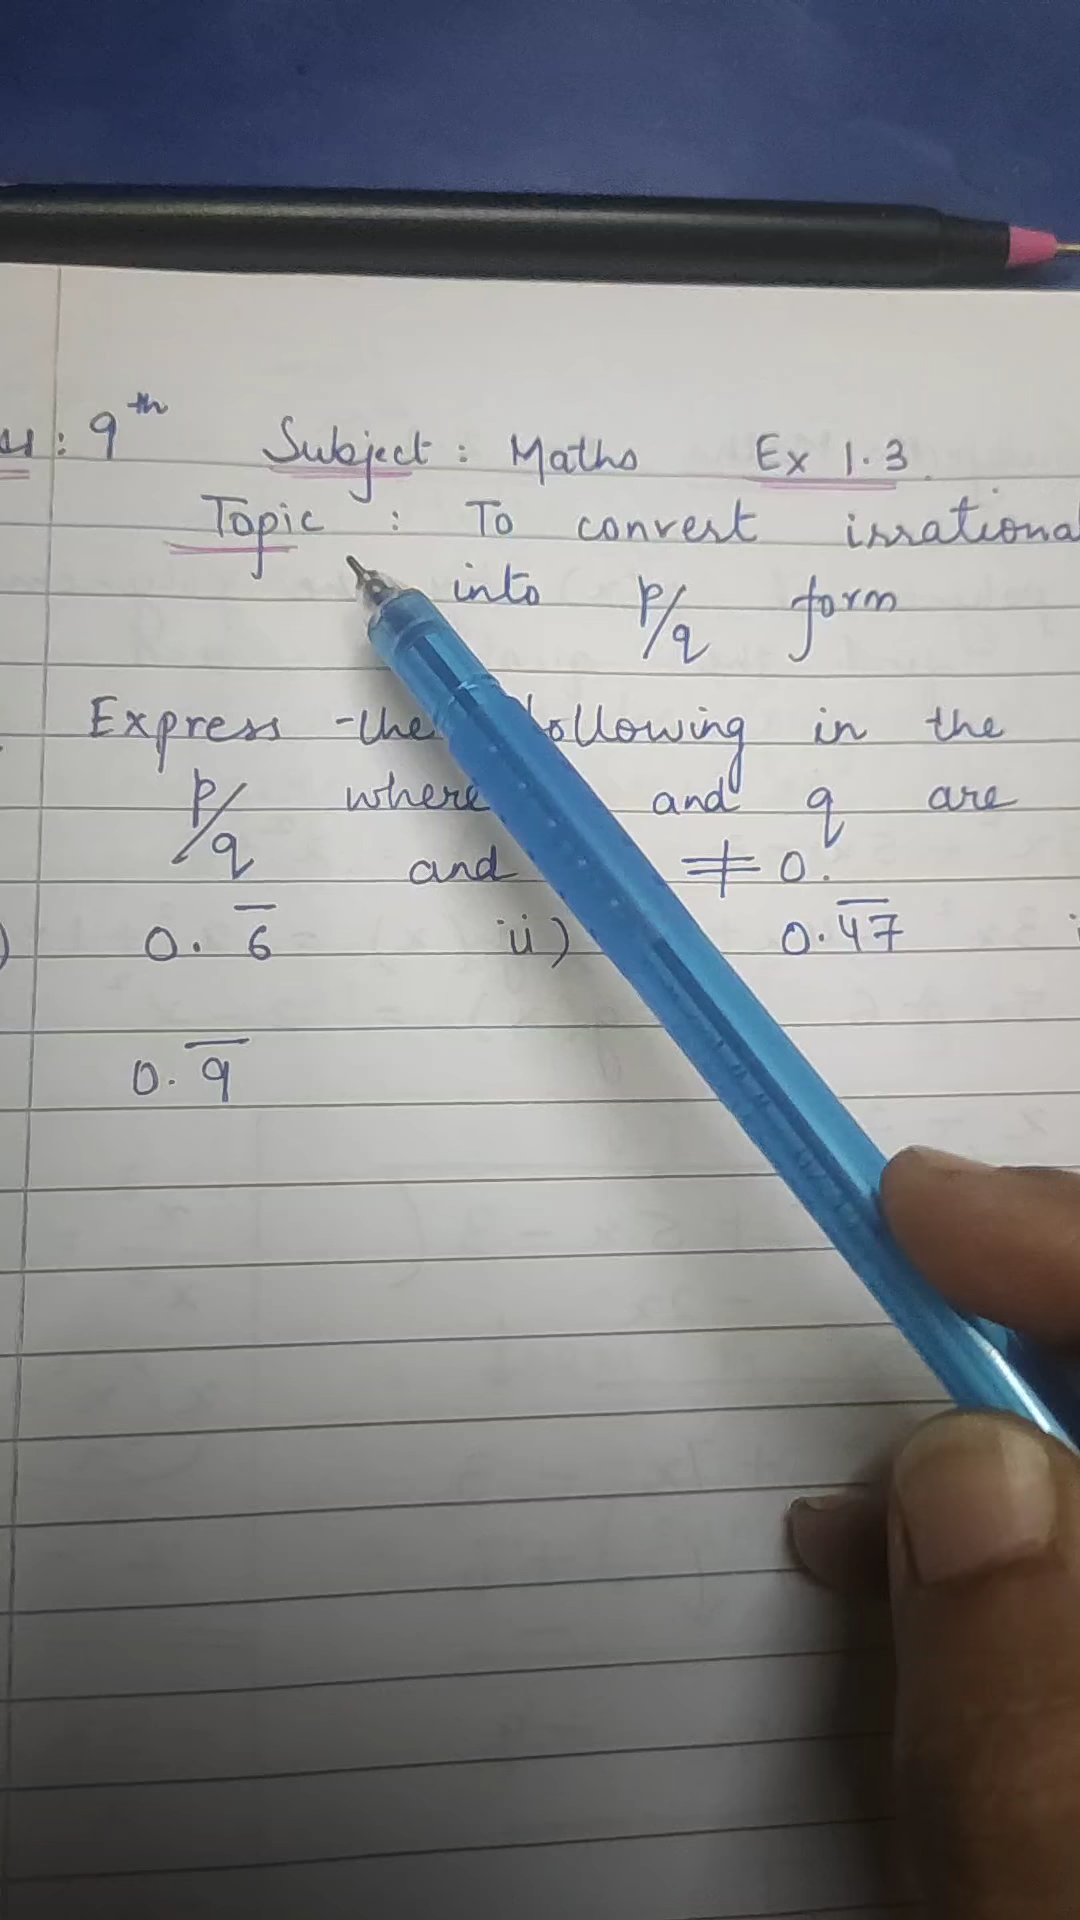 : 9th Subject : Maths Ex 1.3
Topic : To convert irrational
into p/q form
Express the following in the
p/q where and q are
and ≠ 0.
) 0.6̅ ii) 0.4̅7̅
0.9̅